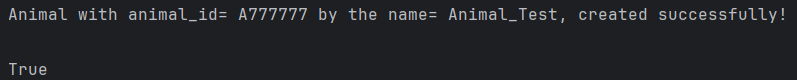 Animal with animal_id= A777777 by the name= Animal_Test, created successfully!
True